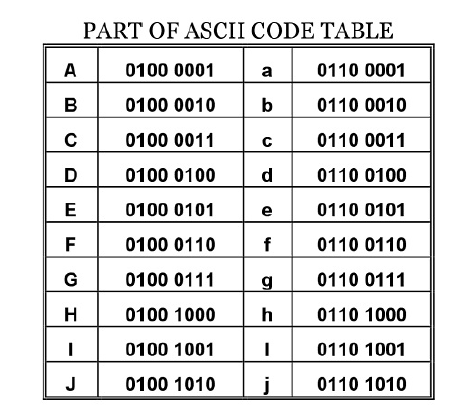 PART OF ASCII CODE TABLE
A 0100 0001 a 0110 0001
B 0100 0010 b 0110 0010
C 0100 0011 c 0110 0011
D 0100 0100 d 0110 0100
E 0100 0101 e 0110 0101
F 0100 0110 f 0110 0110
G 0100 0111 g 0110 0111
H 0100 1000 h 0110 1000
I 0100 1001 I 0110 1001
J 0100 1010 j 0110 1010